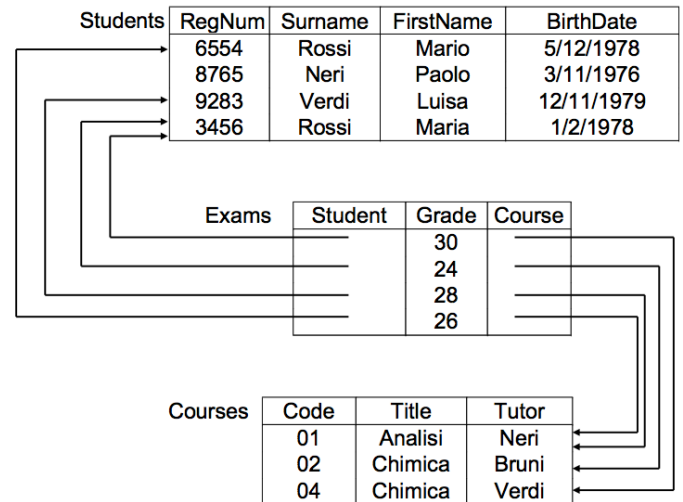 Students RegNum Surname FirstName BirthDate
6554 Rossi Mario 5/12/1978
8765 Neri Paolo 3/11/1976
9283 Verdi Luisa 12/11/1979
3456 Rossi Maria 1/2/1978
Exams Student Grade Course
30
24
28
26
Courses Code Title Tutor
01 Analisi Neri
02 Chimica Bruni
04 Chimica Verdi